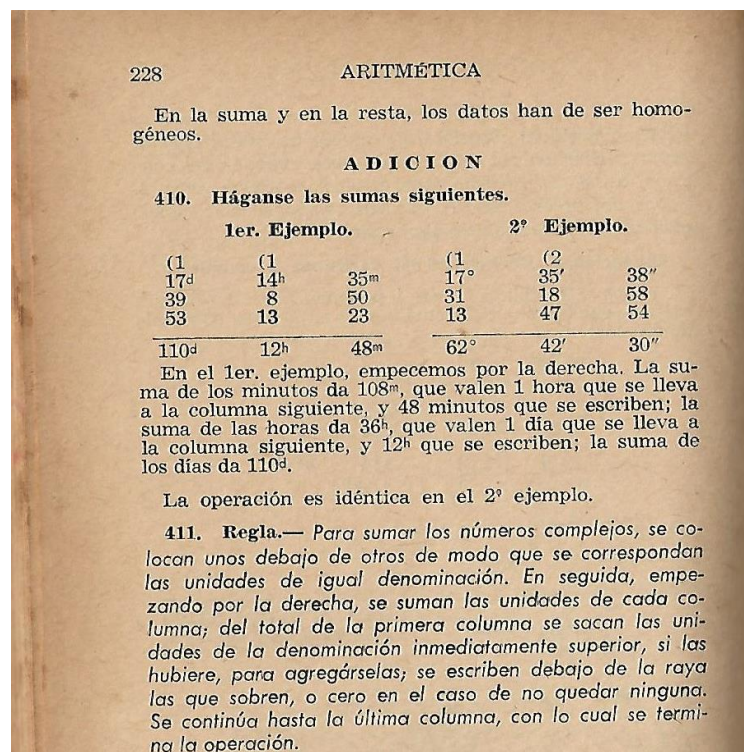 228 ARITMÉTICA
En la suma y en la resta, los datos han de ser homo-
géneos.
ADICION
410. Háganse las sumas siguientes.
1er. Ejemplo. 2º Ejemplo.
(1 (1 (1 (2
17ᵈ 14ʰ 35ᵐ 17° 35′ 38″
39 8 50 31 18 58
53 13 23 13 47 54
110ᵈ 12ʰ 48ᵐ 62° 42′ 30″
En el 1er. ejemplo, empecemos por la derecha. La su-
ma de los minutos da 108ᵐ, que valen 1 hora que se lleva
a la columna siguiente, y 48 minutos que se escriben; la
suma de las horas da 36ʰ, que valen 1 día que se lleva a
la columna siguiente, y 12ʰ que se escriben; la suma de
los días da 110ᵈ.
La operación es idéntica en el 2º ejemplo.
411. Regla.— Para sumar los números complejos, se co-
locan unos debajo de otros de modo que se correspondan
las unidades de igual denominación. En seguida, empe-
zando por la derecha, se suman las unidades de cada co-
lumna; del total de la primera columna se sacan las uni-
dades de la denominación inmediatamente superior, si las
hubiere, para agregárselas; se escriben debajo de la raya
las que sobren, o cero en el caso de no quedar ninguna.
Se continúa hasta la última columna, con lo cual se termi-
na la operación.